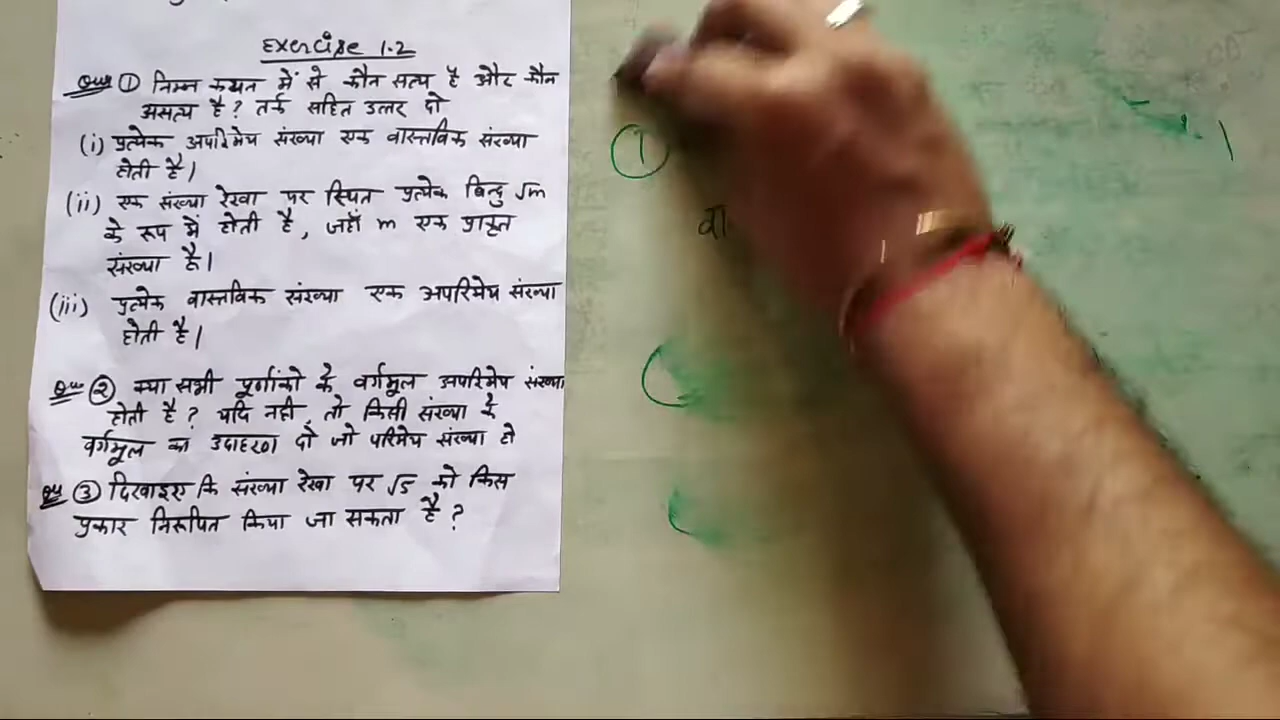 Exercise 1.2
Que ① निम्न कथन में से कौन सत्य है और कौन
असत्य है? तर्क सहित उत्तर दो
(i) प्रत्येक अपरिमेय संख्या एक वास्तविक संख्या
होती है।
(ii) एक संख्या रेखा पर स्थित प्रत्येक बिन्दु √m
के रूप में होती है, जहाँ m एक प्राकृत
संख्या है।
(iii) प्रत्येक वास्तविक संख्या एक अपरिमेय संख्या
होती है।
Que ② क्या सभी पूर्णांको के वर्गमूल अपरिमेय संख्या
होती है? यदि नही, तो किसी संख्या के
वर्गमूल का उदाहरण दो जो परिमेय संख्या हो
Qu ③ दिखाइए कि संख्या रेखा पर √5 को किस
प्रकार निरूपित किया जा सकता है?
①
वा